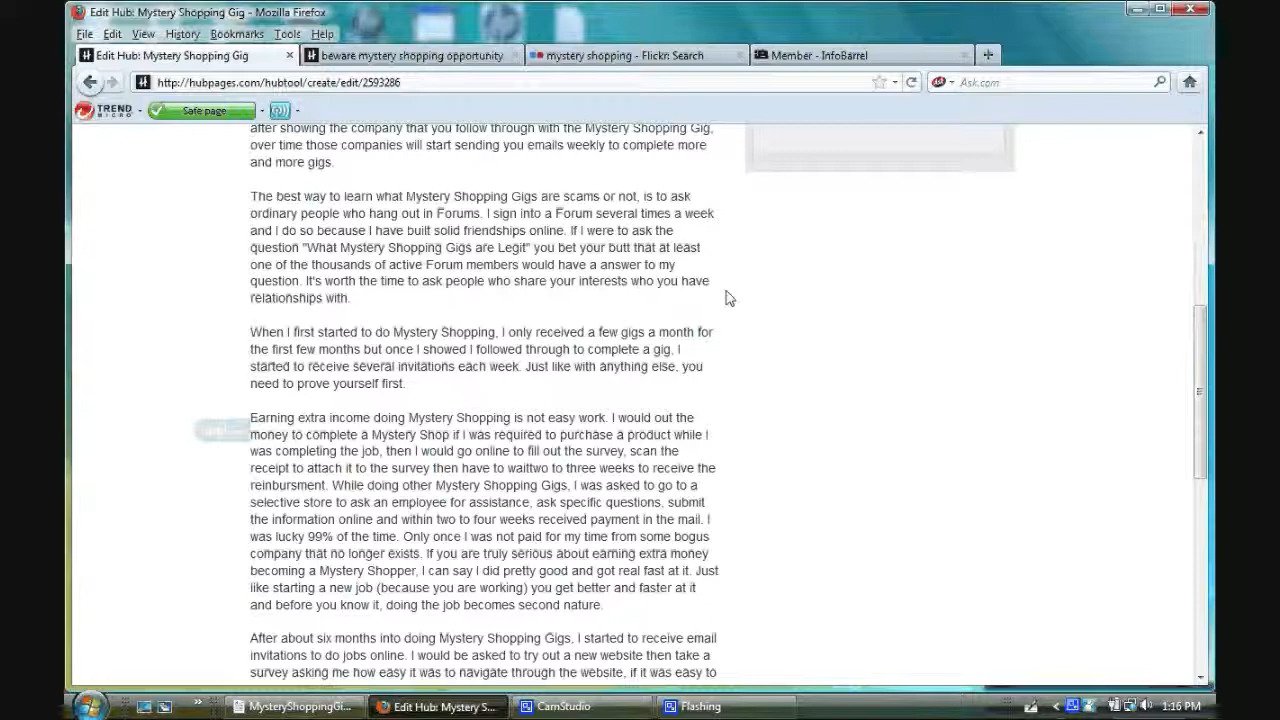 Edit Hub: Mystery Shopping Gig - Mozilla Firefox
File Edit View History Bookmarks Tools Help
Edit Hub: Mystery Shopping Gig × beware mystery shopping opportunity mystery shopping - Flickr: Search Member - InfoBarrel
http://hubpages.com/hubtool/create/edit/2593286 Ask.com
TREND MICRO Safe page
after showing the company that you follow through with the Mystery Shopping Gig,
over time those companies will start sending you emails weekly to complete more
and more gigs.
The best way to learn what Mystery Shopping Gigs are scams or not, is to ask
ordinary people who hang out in Forums. I sign into a Forum several times a week
and I do so because I have built solid friendships online. If I were to ask the
question "What Mystery Shopping Gigs are Legit" you bet your butt that at least
one of the thousands of active Forum members would have a answer to my
question. It's worth the time to ask people who share your interests who you have
relationships with.
When I first started to do Mystery Shopping, I only received a few gigs a month for
the first few months but once I showed I followed through to complete a gig, I
started to receive several invitations each week. Just like with anything else, you
need to prove yourself first.
Earning extra income doing Mystery Shopping is not easy work. I would out the
money to complete a Mystery Shop if I was required to purchase a product while I
was completing the job, then I would go online to fill out the survey, scan the
receipt to attach it to the survey then have to waittwo to three weeks to receive the
reinbursment. While doing other Mystery Shopping Gigs, I was asked to go to a
selective store to ask an employee for assistance, ask specific questions, submit
the information online and within two to four weeks received payment in the mail. I
was lucky 99% of the time. Only once I was not paid for my time from some bogus
company that no longer exists. If you are truly serious about earning extra money
becoming a Mystery Shopper, I can say I did pretty good and got real fast at it. Just
like starting a new job (because you are working) you get better and faster at it
and before you know it, doing the job becomes second nature.
After about six months into doing Mystery Shopping Gigs, I started to receive email
invitations to do jobs online. I would be asked to try out a new website then take a
survey asking me how easy it was to navigate through the website, if it was easy to
MysteryShoppingGi... Edit Hub: Mystery S... CamStudio Flashing 1:16 PM